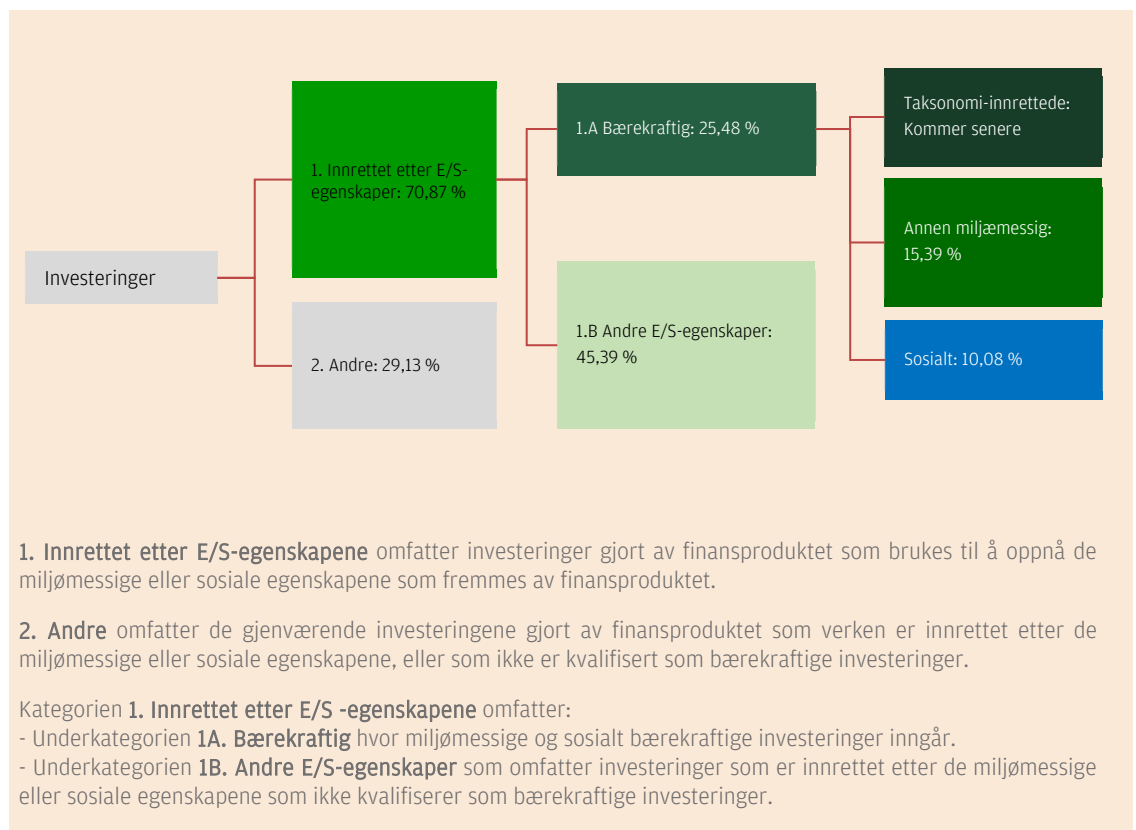 Investeringer
1. Innrettet etter E/S-
egenskaper: 70,87 %
2. Andre: 29,13 %
1.A Bærekraftig: 25,48 %
1.B Andre E/S-egenskaper:
45,39 %
Taksonomi-innrettede:
Kommer senere
Annen miljæmessig:
15,39 %
Sosialt: 10,08 %
1. Innrettet etter E/S-egenskapene omfatter investeringer gjort av finansproduktet som brukes til å oppnå de
miljømessige eller sosiale egenskapene som fremmes av finansproduktet.
2. Andre omfatter de gjenværende investeringene gjort av finansproduktet som verken er innrettet etter de
miljømessige eller sosiale egenskapene, eller som ikke er kvalifisert som bærekraftige investeringer.
Kategorien 1. Innrettet etter E/S -egenskapene omfatter:
- Underkategorien 1A. Bærekraftig hvor miljømessige og sosialt bærekraftige investeringer inngår.
- Underkategorien 1B. Andre E/S-egenskaper som omfatter investeringer som er innrettet etter de miljømessige
eller sosiale egenskapene som ikke kvalifiserer som bærekraftige investeringer.